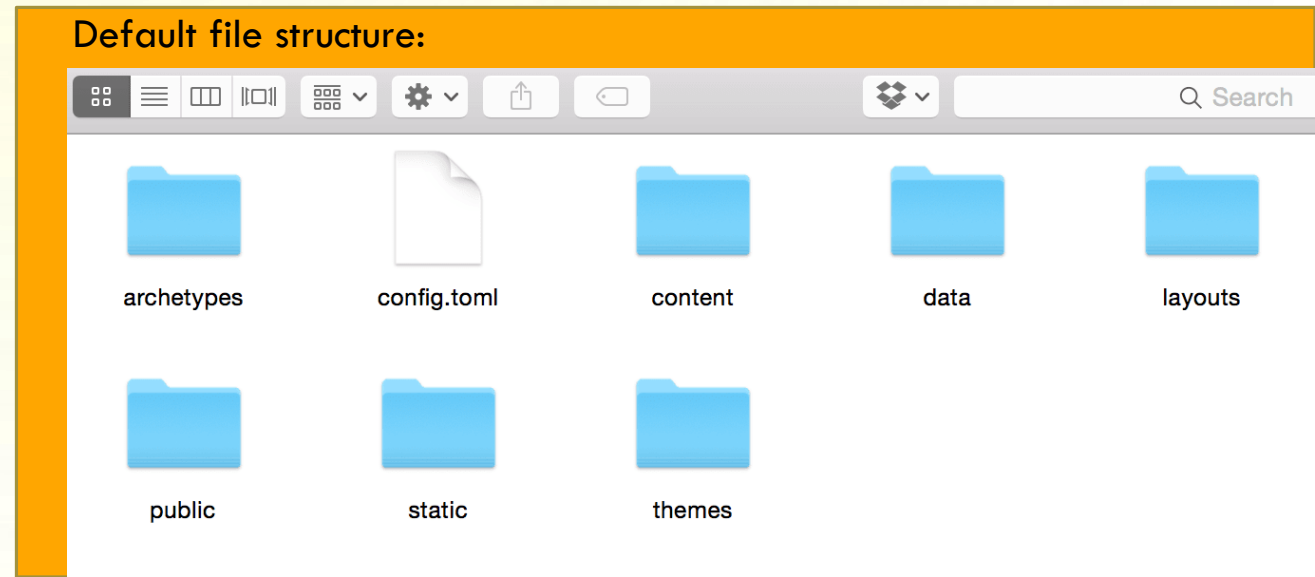 Default file structure:
Search
archetypes config.toml content data layouts
public static themes